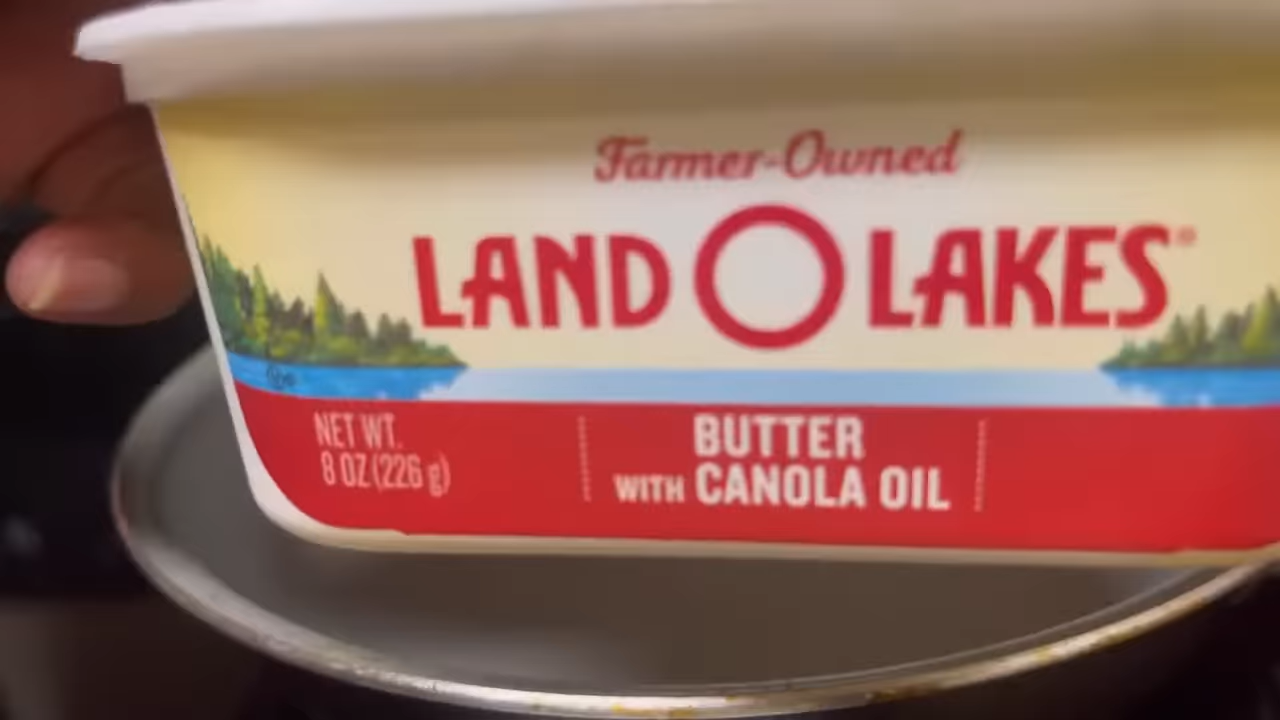 Farmer-Owned
LAND O LAKES®
NET WT.
8 OZ (226 g)
BUTTER
WITH CANOLA OIL